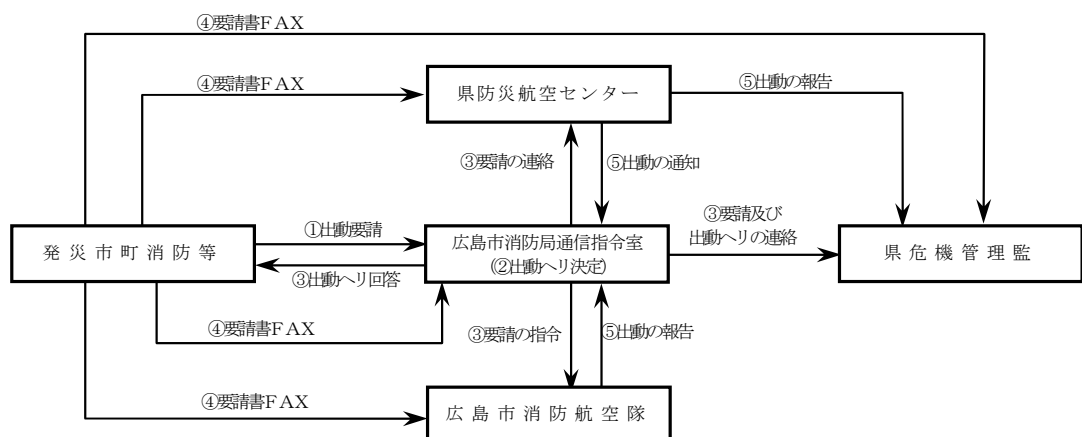 ④要請書ＦＡＸ
④要請書ＦＡＸ
県防災航空センター
⑤出動の報告
③要請の連絡
⑤出動の通知
発災市町消防等
①出動要請
③出動ヘリ回答
広島市消防局通信指令室
(②出動ヘリ決定)
③要請及び
出動ヘリの連絡
県危機管理監
④要請書ＦＡＸ
③要請の指令
⑤出動の報告
④要請書ＦＡＸ
広島市消防航空隊